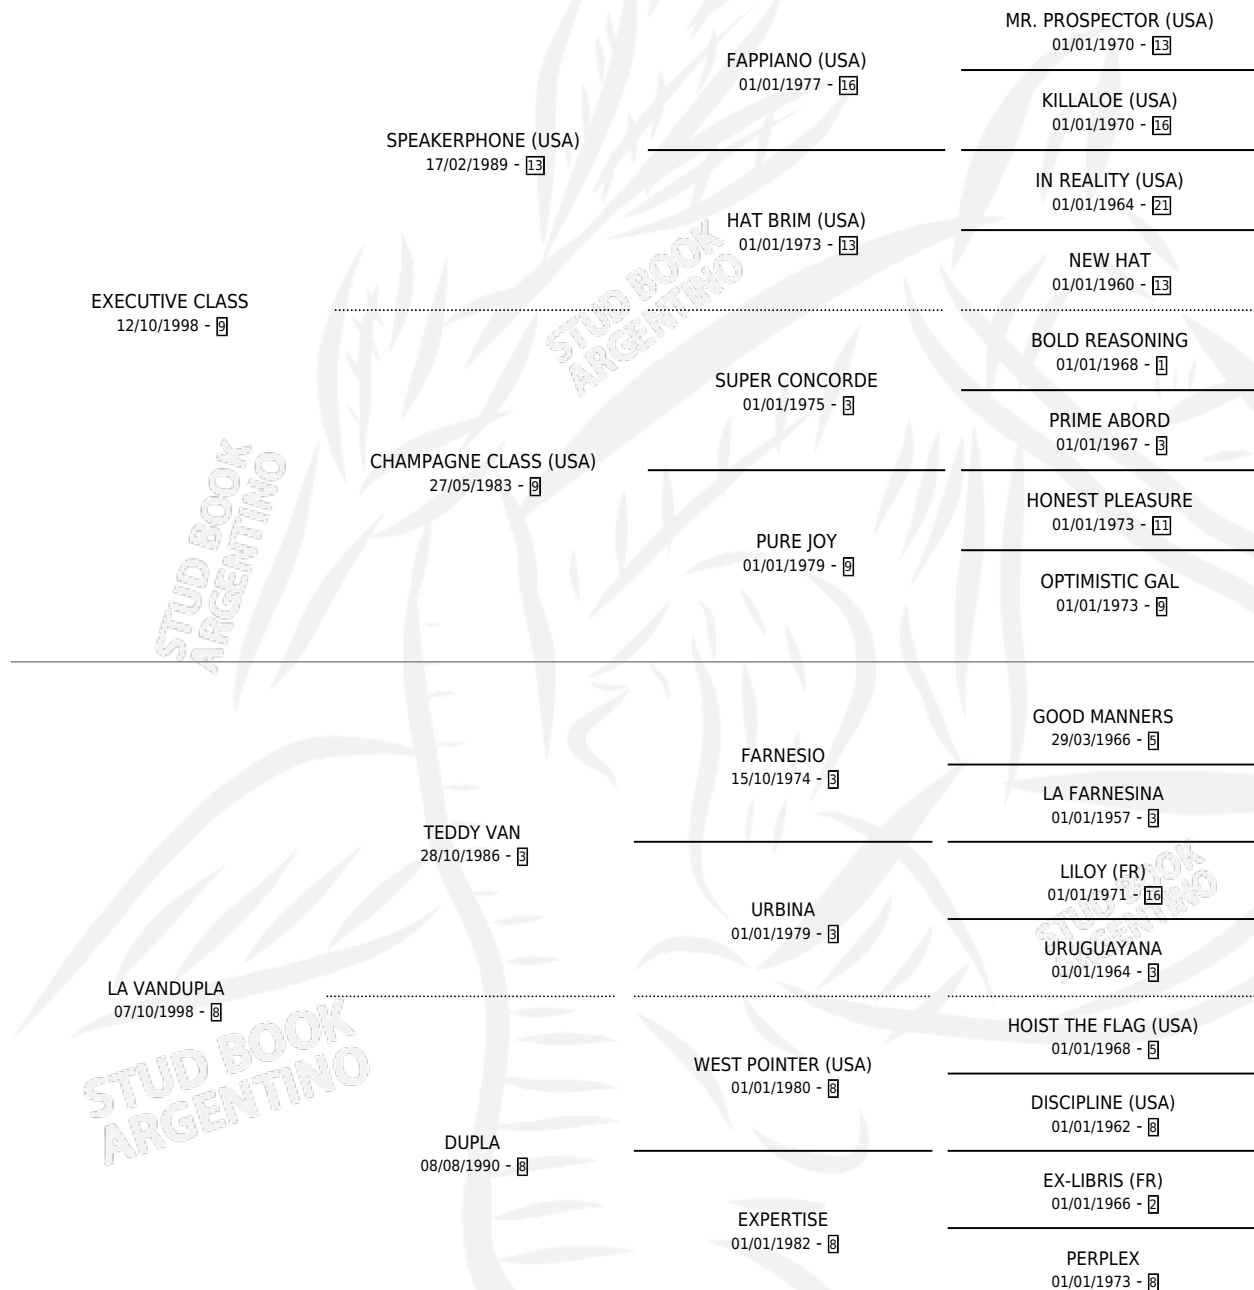 MR. PROSPECTOR (USA)
01/01/1970 - 13
FAPPIANO (USA)
01/01/1977 - 16
KILLALOE (USA)
01/01/1970 - 16
SPEAKERPHONE (USA)
17/02/1989 - 13
IN REALITY (USA)
01/01/1964 - 21
HAT BRIM (USA)
01/01/1973 - 13
NEW HAT
01/01/1960 - 13
EXECUTIVE CLASS
12/10/1998 - 9
BOLD REASONING
01/01/1968 - 1
SUPER CONCORDE
01/01/1975 - 3
PRIME ABORD
01/01/1967 - 3
CHAMPAGNE CLASS (USA)
27/05/1983 - 9
HONEST PLEASURE
01/01/1973 - 11
PURE JOY
01/01/1979 - 9
OPTIMISTIC GAL
01/01/1973 - 9
GOOD MANNERS
29/03/1966 - 5
FARNESIO
15/10/1974 - 3
LA FARNESINA
01/01/1957 - 3
TEDDY VAN
28/10/1986 - 3
LILOY (FR)
01/01/1971 - 16
URBINA
01/01/1979 - 3
URUGUAYANA
01/01/1964 - 3
LA VANDUPLA
07/10/1998 - 8
HOIST THE FLAG (USA)
01/01/1968 - 5
WEST POINTER (USA)
01/01/1980 - 8
DISCIPLINE (USA)
01/01/1962 - 8
DUPLA
08/08/1990 - 8
EX-LIBRIS (FR)
01/01/1966 - 2
EXPERTISE
01/01/1982 - 8
PERPLEX
01/01/1973 - 8
STUD BOOK
ARGENTINO
STUD BOOK
ARGENTINO
STUD BOOK
ARGENTINO
STUD BOOK
ARGENTINO